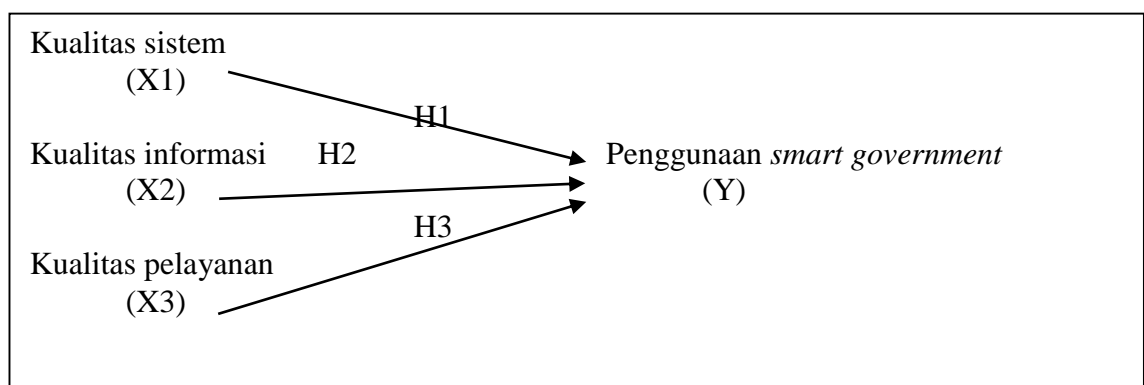 Kualitas sistem
(X1)
H1
Kualitas informasi H2 Penggunaan smart government
(X2) (Y)
H3
Kualitas pelayanan
(X3)